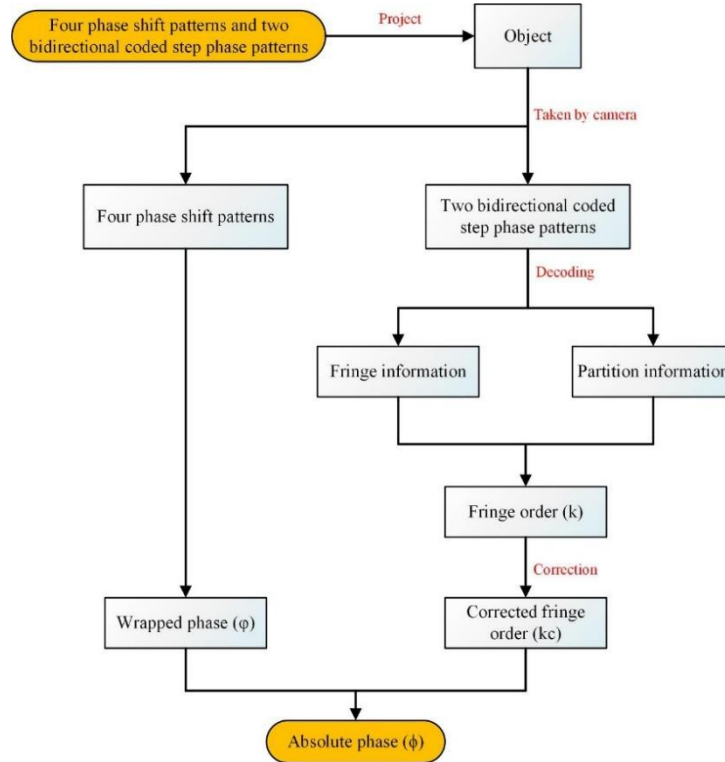 Four phase shift patterns and two
bidirectional coded step phase patterns
Project
Object
Taken by camera
Four phase shift patterns
Two bidirectional coded
step phase patterns
Decoding
Fringe information
Partition information
Fringe order (k)
Correction
Wrapped phase (φ)
Corrected fringe
order (kc)
Absolute phase (ϕ)